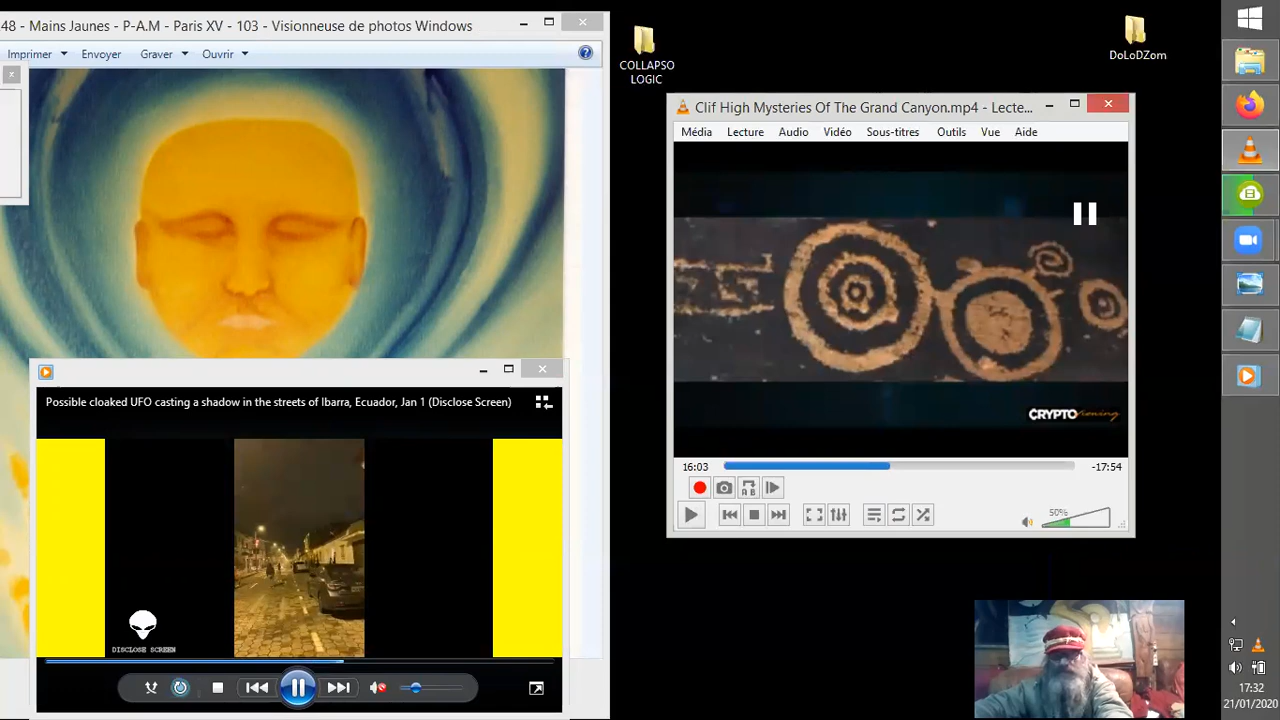 48 - Mains Jaunes - P-A.M - Paris XV - 103 - Visionneuse de photos Windows
Imprimer Envoyer Graver Ouvrir
COLLAPSO
LOGIC
DoLoDZom
Clif High Mysteries Of The Grand Canyon.mp4 - Lecte...
Média Lecture Audio Vidéo Sous-titres Outils Vue Aide
CRYPTO Viewing
16:03 -17:54
50%
Possible cloaked UFO casting a shadow in the streets of Ibarra, Ecuador, Jan 1 (Disclose Screen)
DISCLOSE SCREEN
17:32
21/01/2020